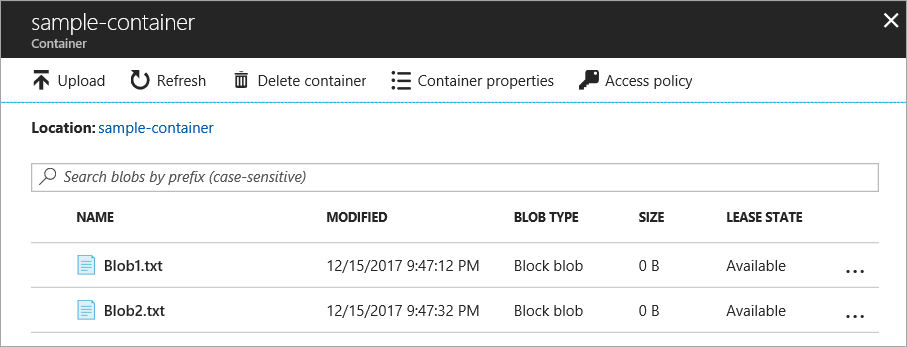 sample-container
Container
Upload Refresh Delete container Container properties Access policy
Location: sample-container
Search blobs by prefix (case-sensitive)
NAME MODIFIED BLOB TYPE SIZE LEASE STATE
Blob1.txt 12/15/2017 9:47:12 PM Block blob 0 B Available ...
Blob2.txt 12/15/2017 9:47:32 PM Block blob 0 B Available ...